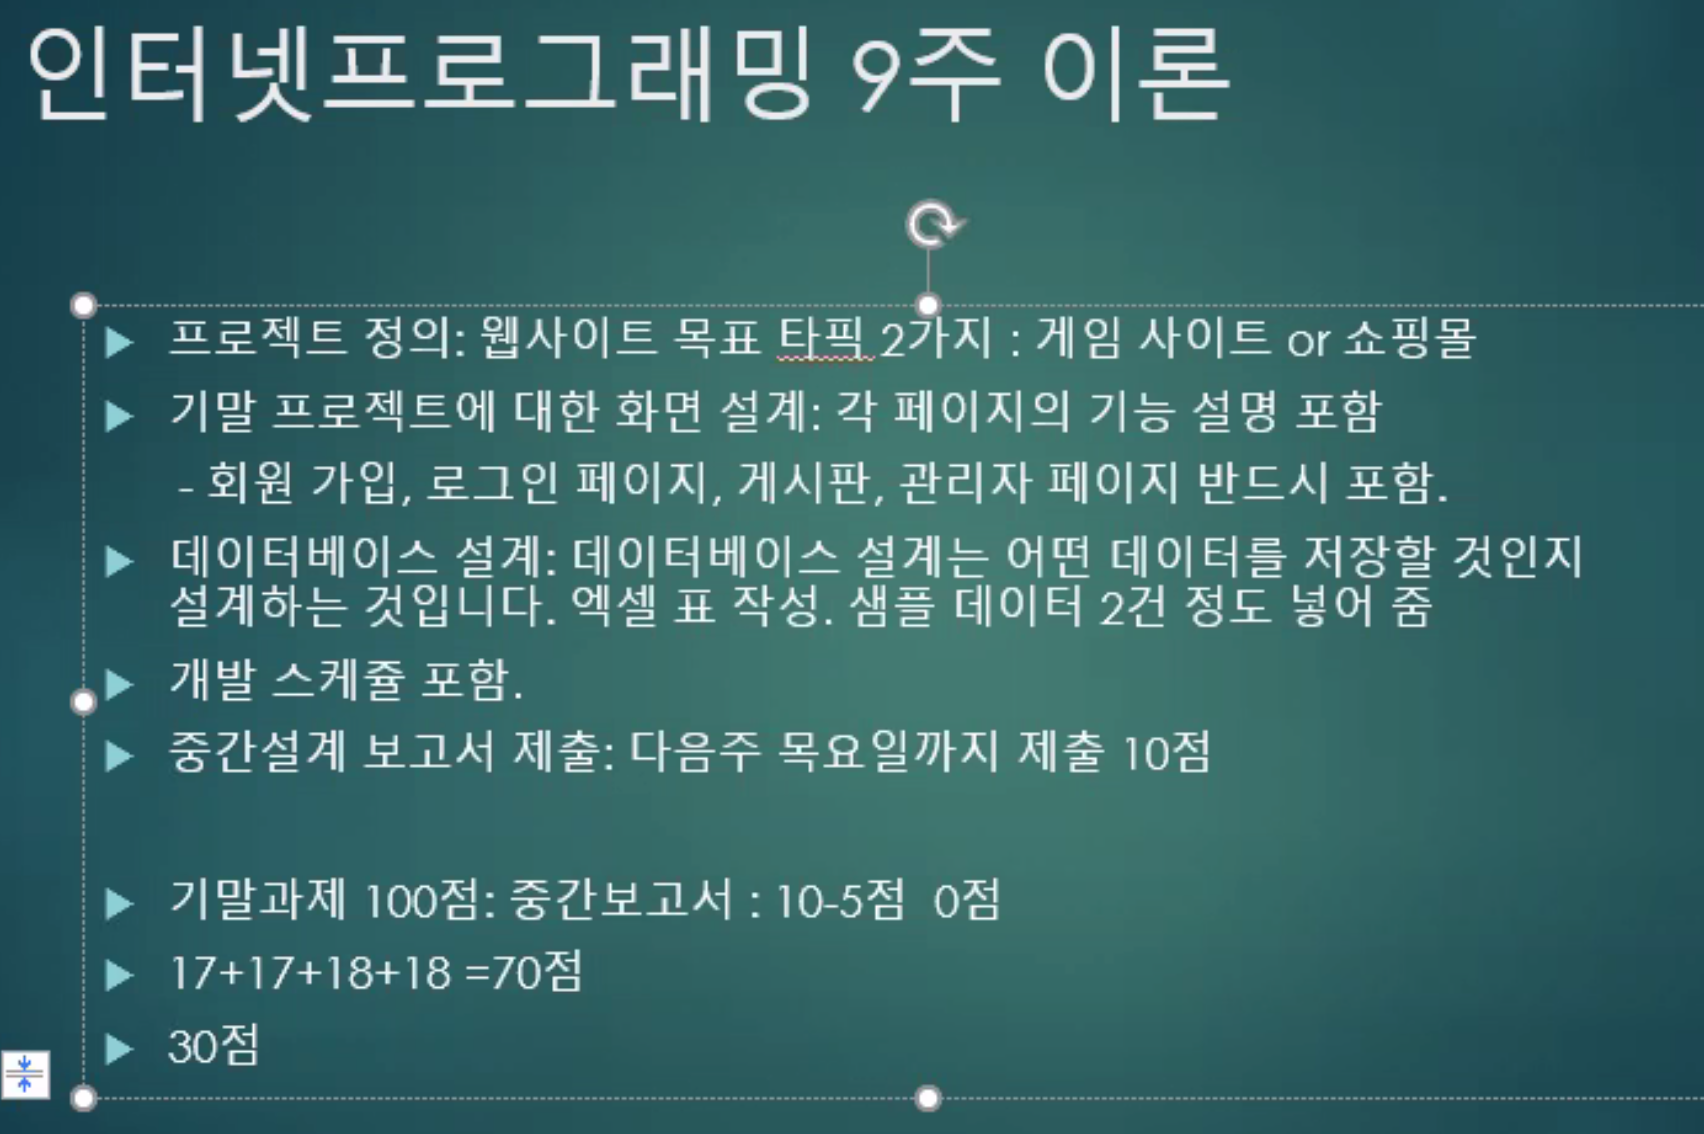 인터넷프로그래밍 9주 이론
프로젝트 정의: 웹사이트 목표 타픽 2가지 : 게임 사이트 or 쇼핑몰
기말 프로젝트에 대한 화면 설계: 각 페이지의 기능 설명 포함
- 회원 가입, 로그인 페이지, 게시판, 관리자 페이지 반드시 포함.
데이터베이스 설계: 데이터베이스 설계는 어떤 데이터를 저장할 것인지
설계하는 것입니다. 엑셀 표 작성. 샘플 데이터 2건 정도 넣어 줌
개발 스케쥴 포함.
중간설계 보고서 제출: 다음주 목요일까지 제출 10점
기말과제 100점: 중간보고서 : 10-5점 0점
17+17+18+18 =70점
30점